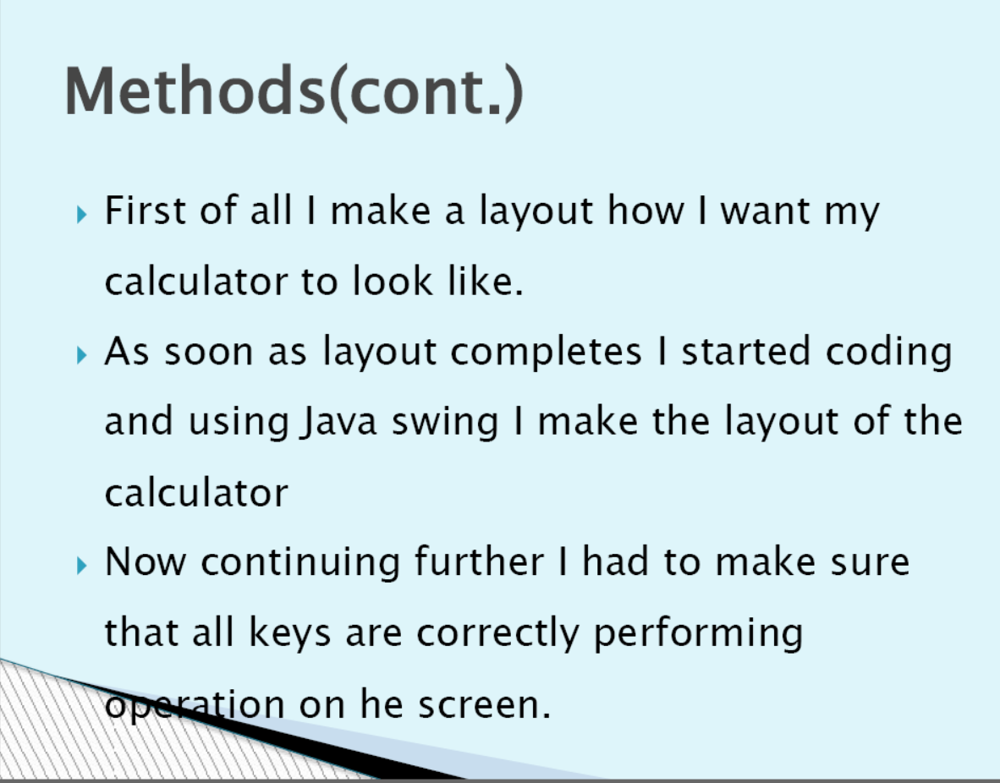 Methods(cont.)
First of all I make a layout how I want my
calculator to look like.
As soon as layout completes I started coding
and using Java swing I make the layout of the
calculator
Now continuing further I had to make sure
that all keys are correctly performing
operation on he screen.